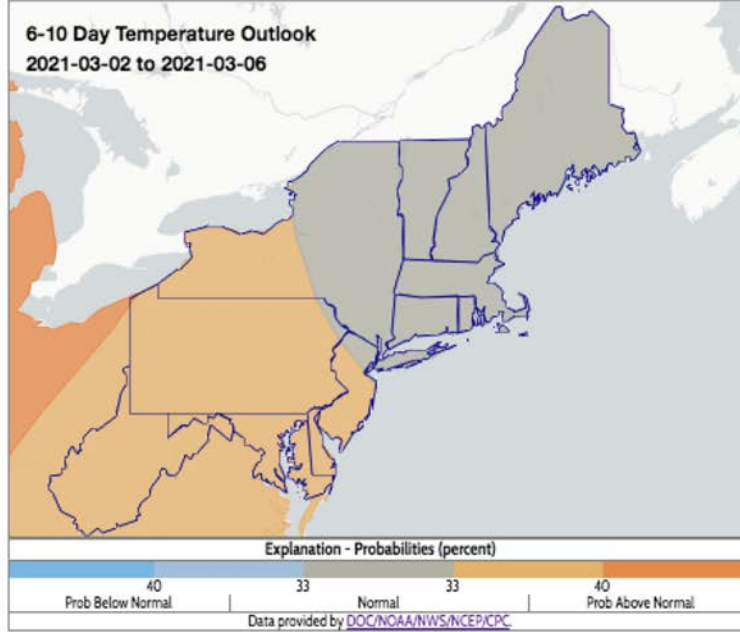 6-10 Day Temperature Outlook
2021-03-02 to 2021-03-06
Explanation - Probabilities (percent)
40 33 33 40
Prob Below Normal | Normal | Prob Above Normal
Data provided by DOC/NOAA/NWS/NCEP/CPC.